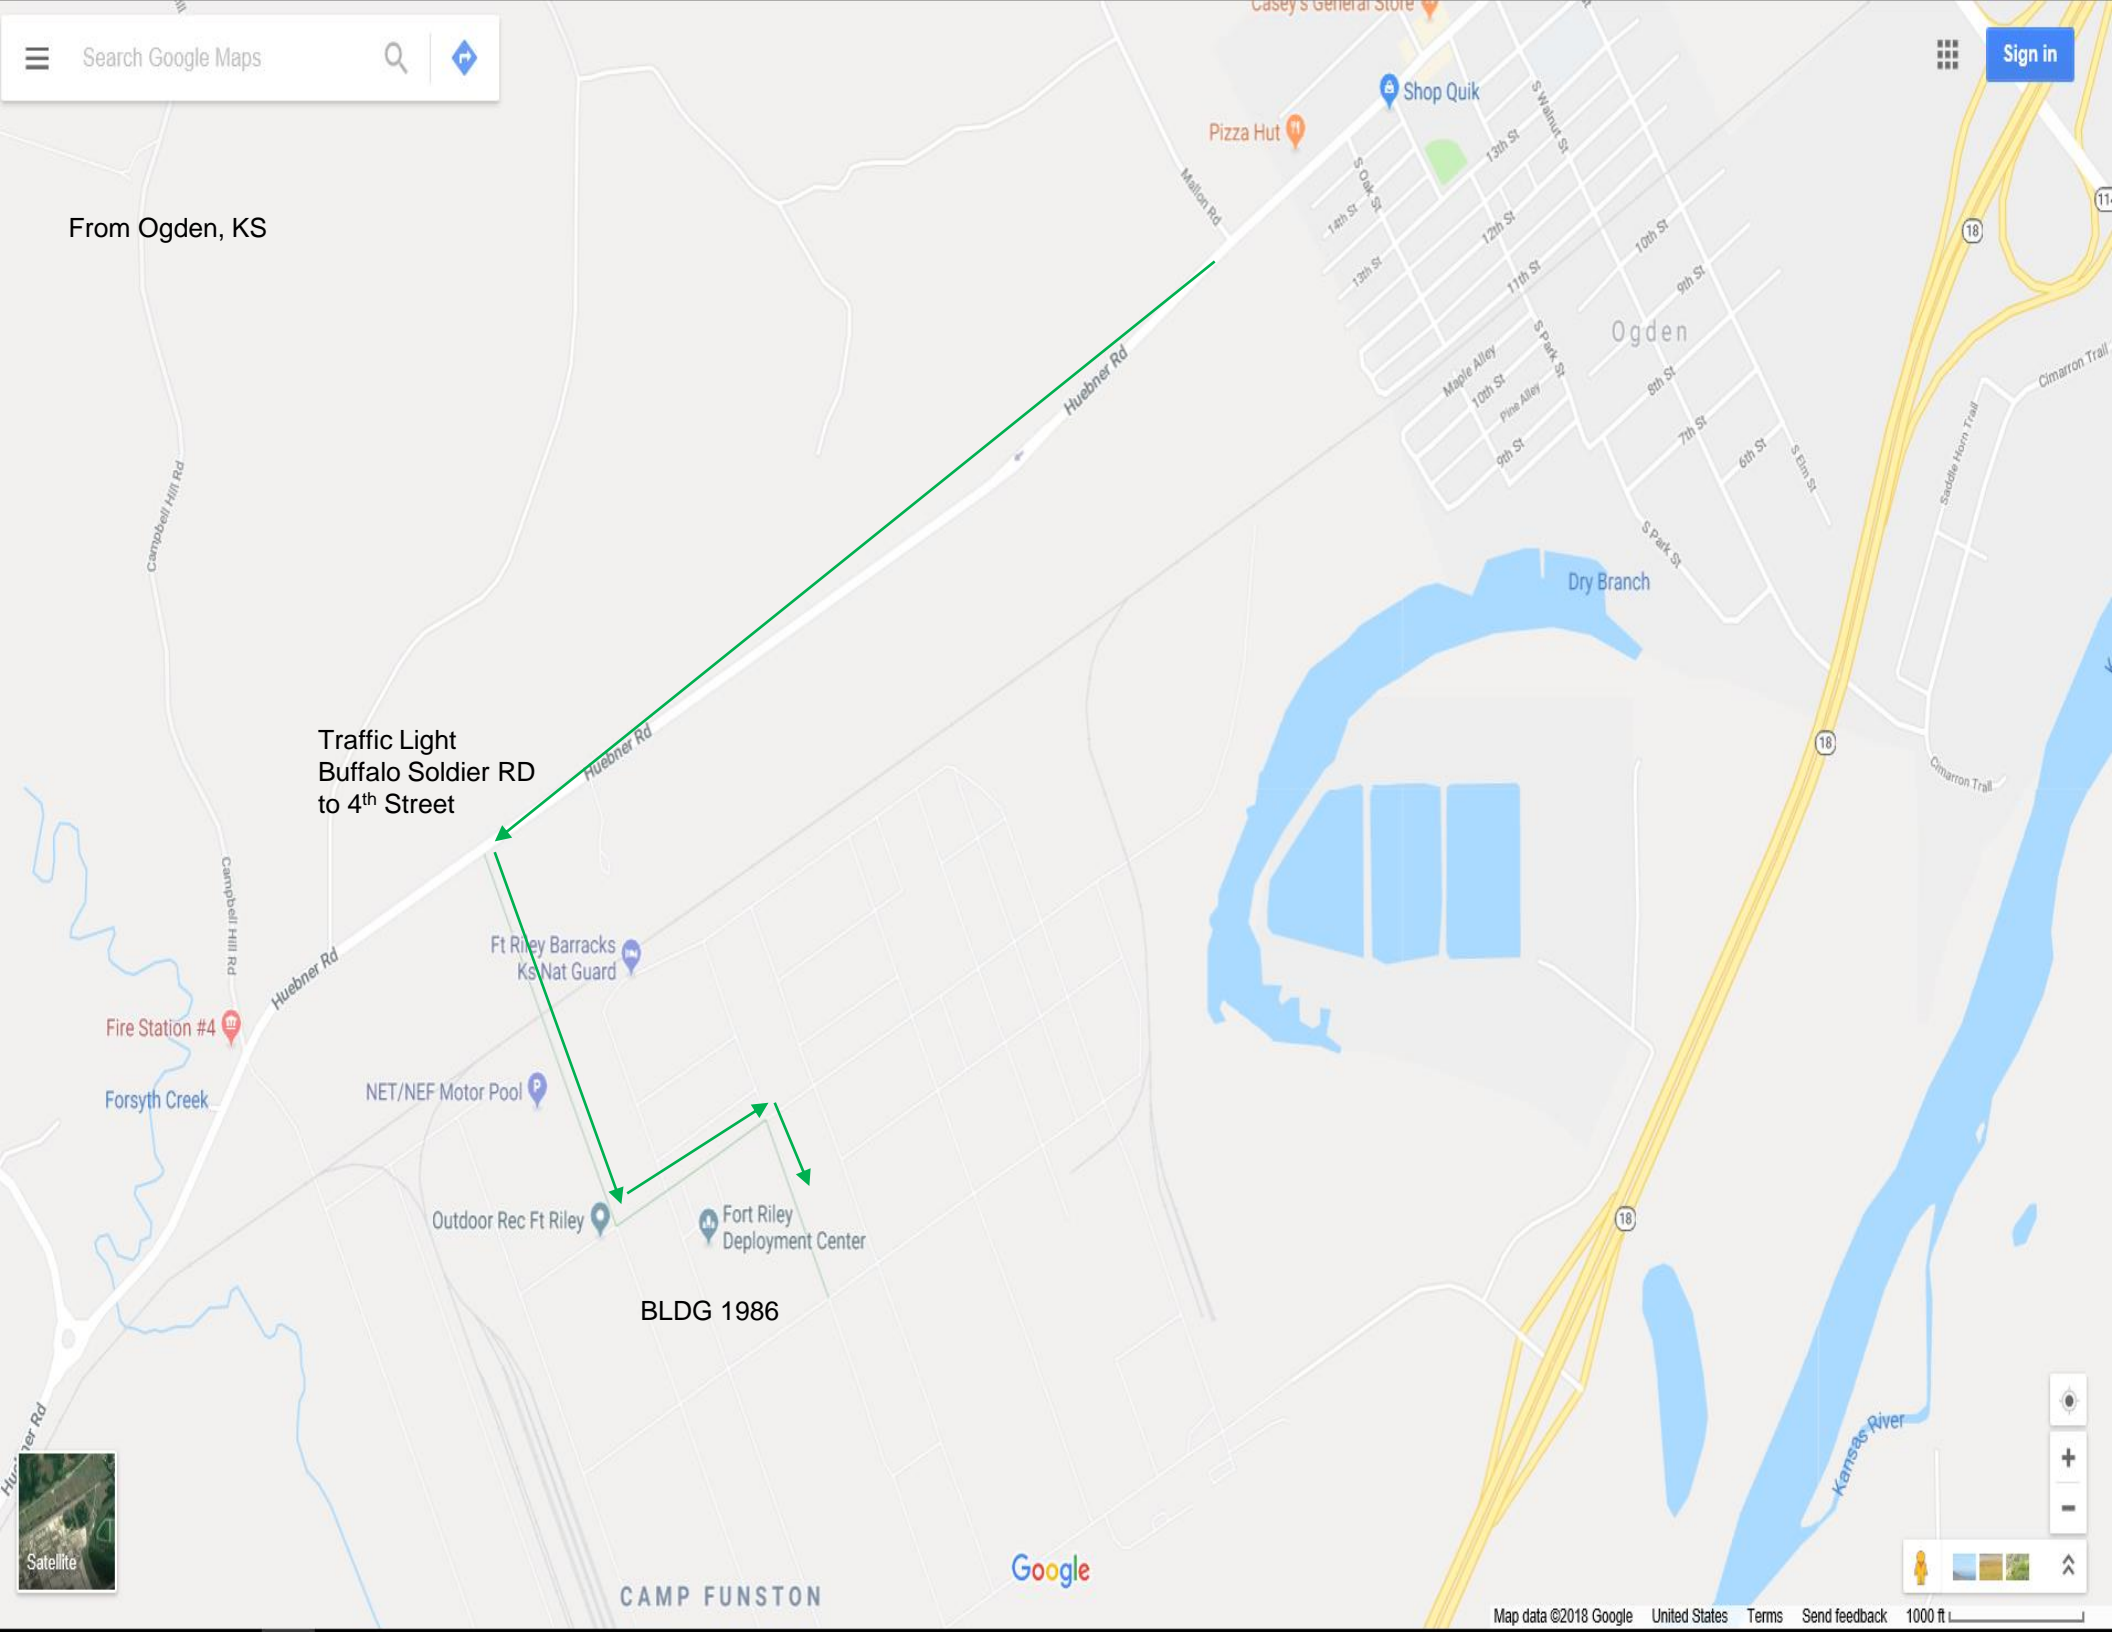 Casey's General Store
Search Google Maps
Sign in
Shop Quik
Pizza Hut
S Walnut St
13th St
Mallon Rd
S Oak St
14th St
12th St
10th St
13th St
11th St
9th St
18
From Ogden, KS
Ogden
Huebner Rd
Maple Alley
S Park St
10th St
Pine Alley
8th St
Cimarron Trail
9th St
7th St
6th St
S Elm St
Saddle Horn Trail
Campbell Hill Rd
S Park St
Dry Branch
Traffic Light
Buffalo Soldier RD
to 4th Street
Huebner Rd
18
Cimarron Trail
Campbell Hill Rd
Ft Riley Barracks
Ks Nat Guard
Huebner Rd
Fire Station #4
Forsyth Creek
NET/NEF Motor Pool
P
Outdoor Rec Ft Riley
Fort Riley
Deployment Center
18
BLDG 1986
Kansas River
Satellite
Google
CAMP FUNSTON
Map data ©2018 Google United States Terms Send feedback 1000 ft